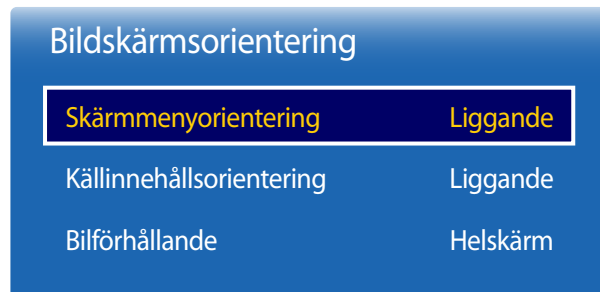 Bildskärmsorientering
Skärmmenyorientering Liggande
Källinnehållsorientering Liggande
Bilförhållande Helskärm